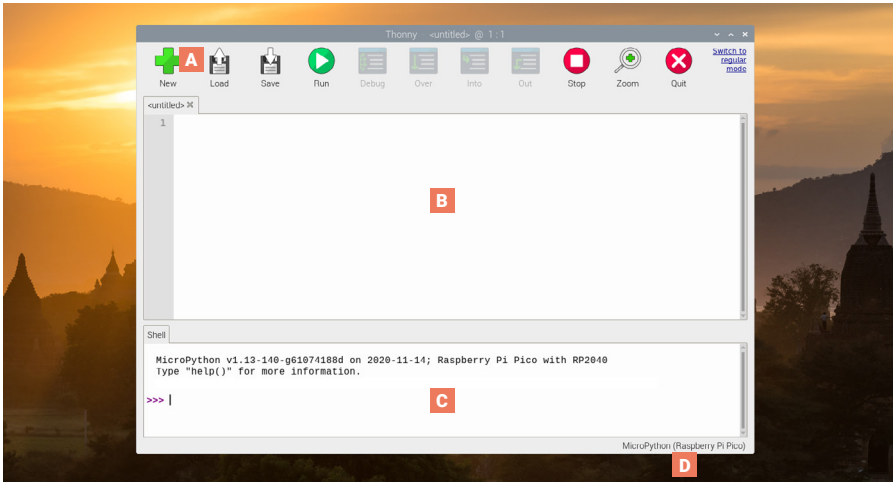 Thonny - <untitled> @ 1 : 1
A
New Load Save Run Debug Over Into Out Stop Zoom Quit
Switch to
regular
mode
<untitled>
1
B
Shell
MicroPython v1.13-140-g61074188d on 2020-11-14; Raspberry Pi Pico with RP2040
Type "help()" for more information.
>>>
C
MicroPython (Raspberry Pi Pico)
D